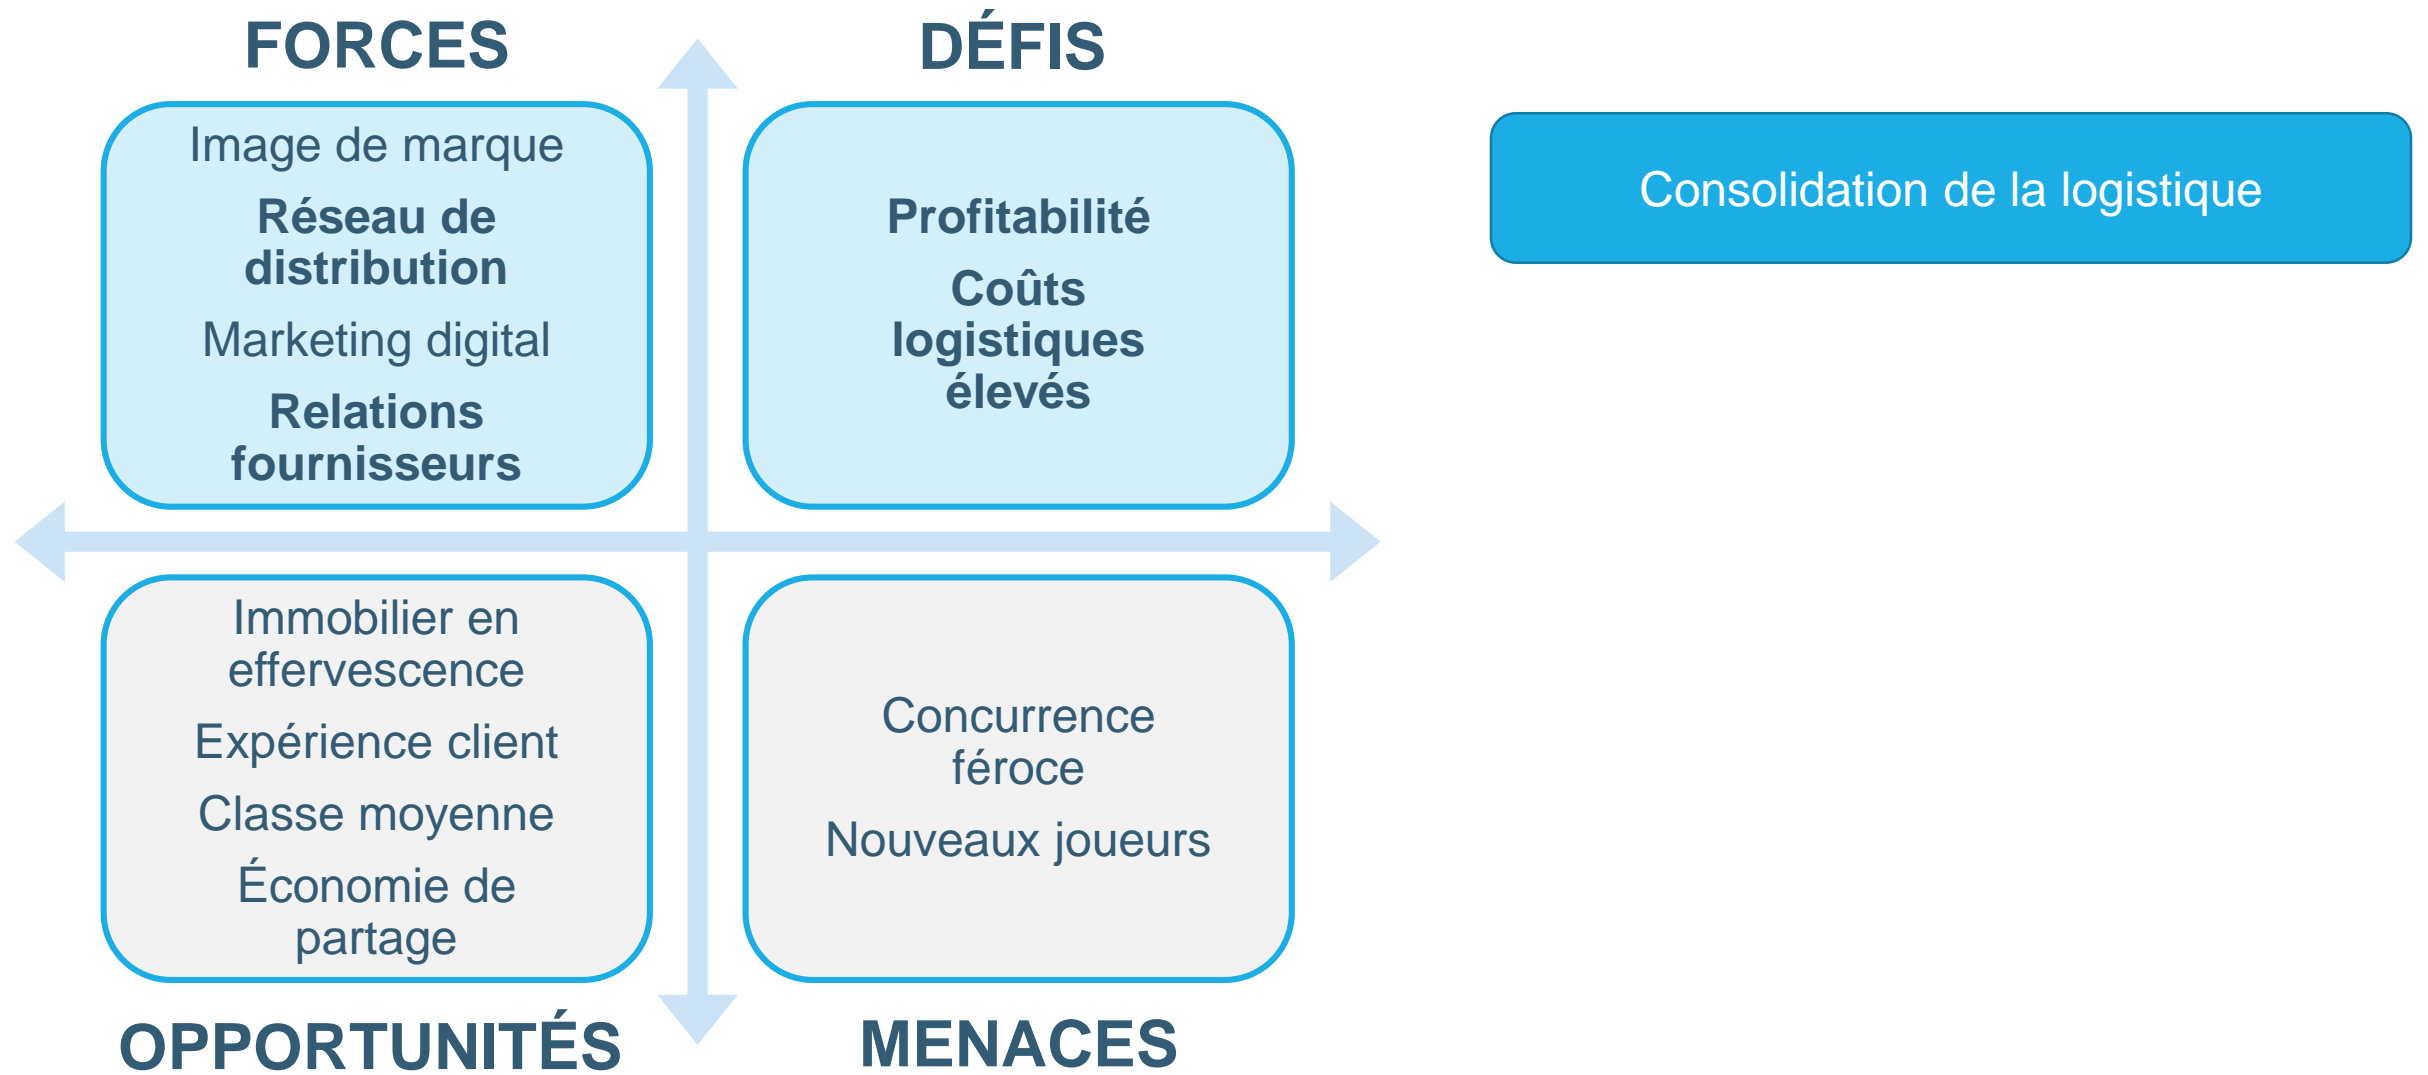 FORCES
Image de marque
Réseau de
distribution
Marketing digital
Relations
fournisseurs
DÉFIS
Profitabilité
Coûts
logistiques
élevés
Consolidation de la logistique
Immobilier en
effervescence
Expérience client
Classe moyenne
Économie de
partage
OPPORTUNITÉS
Concurrence
féroce
Nouveaux joueurs
MENACES